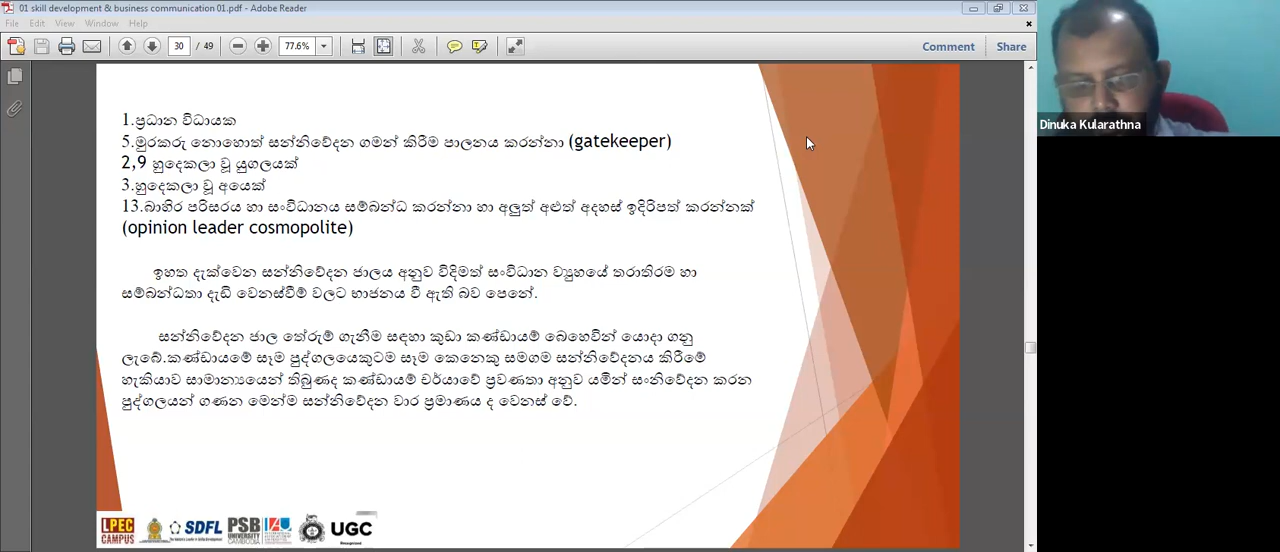 01 skill development & business communication 01.pdf - Adobe Reader
File Edit View Window Help
30 / 49 77.6% Comment Share
Dinuka Kularathna
1.ප්‍රධාන විධායක
5.මුරකරු නොහොත් සන්නිවේදන ගමන් කිරීම පාලනය කරන්නා (gatekeeper)
2,9 හුදෙකලා වූ යුගලයක්
3.හුදෙකලා වූ අයෙක්
13.බාහිර පරිසරය හා සංවිධානය සම්බන්ධ කරන්නා හා අලුත් අළුත් අදහස් ඉදිරිපත් කරන්නක්
(opinion leader cosmopolite)
ඉහත දැක්වෙන සන්නිවේදන ජාලය අනුව විදිමත් සංවිධාන ව්‍යුහයේ තරාතිරම හා
සම්බන්ධතා දැඩි වෙනස්වීම් වලට භාජනය වී ඇති බව පෙනේ.
සන්නිවේදන ජාල තේරුම් ගැනීම සඳහා කුඩා කණ්ඩායම් බෙහෙවින් යොදා ගනු
ලැබේ.කණ්ඩායමේ සෑම පුද්ගලයෙකුටම සෑම කෙනෙකු සමගම සන්නිවේදනය කිරීමේ
හැකියාව සාමාන්‍යයෙන් තිබුණද කණ්ඩායම් චර්යාවේ ප්‍රවණතා අනුව යමින් සංනිවේදන කරන
පුද්ගලයන් ගණන මෙන්ම සන්නිවේදන වාර ප්‍රමාණය ද වෙනස් වේ.
LPEC CAMPUS SDFL PSB UNIVERSITY CAMBODIA IAU UGC